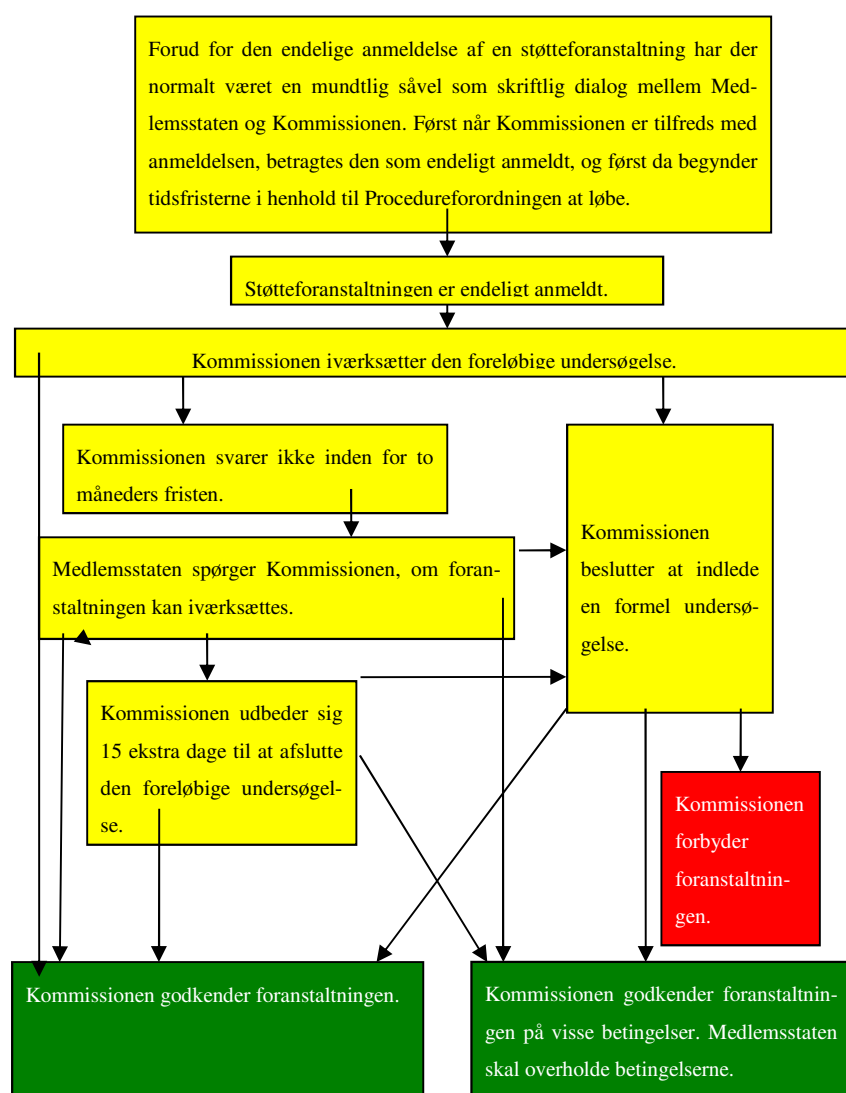 Forud for den endelige anmeldelse af en støtteforanstaltning har der
normalt været en mundtlig såvel som skriftlig dialog mellem Med-
lemsstaten og Kommissionen. Først når Kommissionen er tilfreds med
anmeldelsen, betragtes den som endeligt anmeldt, og først da begynder
tidsfristerne i henhold til Procedureforordningen at løbe.
Støtteforanstaltningen er endeligt anmeldt.
Kommissionen iværksætter den foreløbige undersøgelse.
Kommissionen svarer ikke inden for to
måneders fristen.
Kommissionen
beslutter at indlede
en formel undersø-
gelse.
Medlemsstaten spørger Kommissionen, om foran-
staltningen kan iværksættes.
Kommissionen udbeder sig
15 ekstra dage til at afslutte
den foreløbige undersøgel-
se.
Kommissionen
forbyder
foranstaltnin-
gen.
Kommissionen godkender foranstaltningen.
Kommissionen godkender foranstaltnin-
gen på visse betingelser. Medlemsstaten
skal overholde betingelserne.